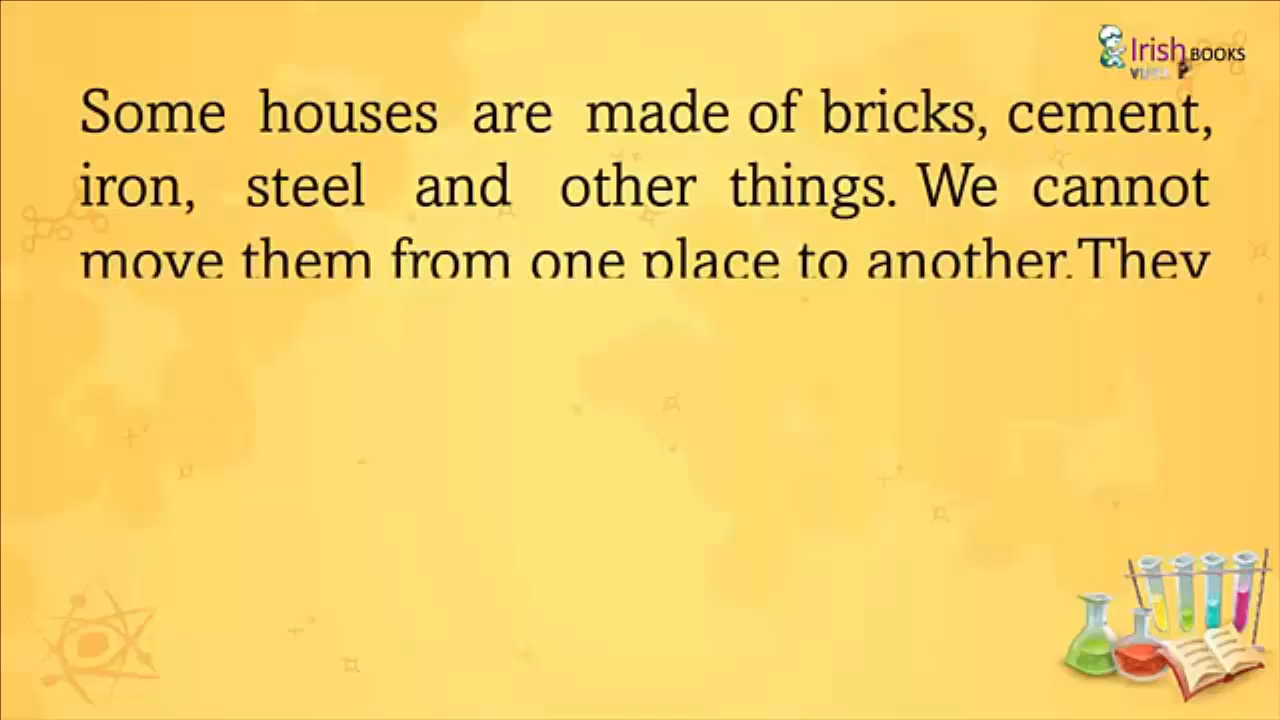 Irish BOOKS
Some houses are made of bricks, cement,
iron, steel and other things. We cannot
move them from one place to another.They